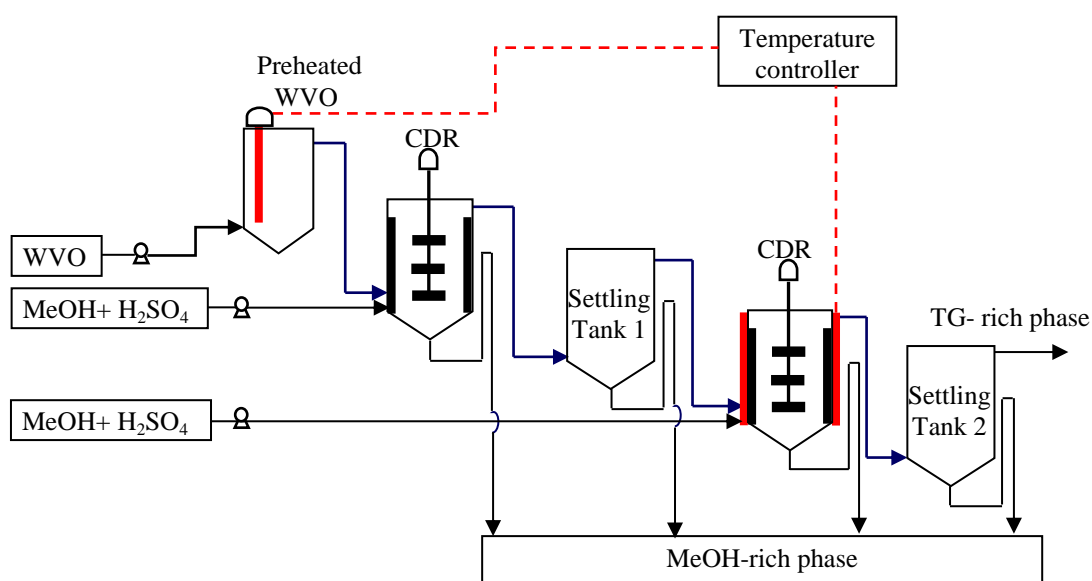 Temperature
controller
Preheated
WVO
CDR
WVO
MeOH+ H₂SO₄
Settling
Tank 1
CDR
TG- rich phase
MeOH+ H₂SO₄
Settling
Tank 2
MeOH-rich phase